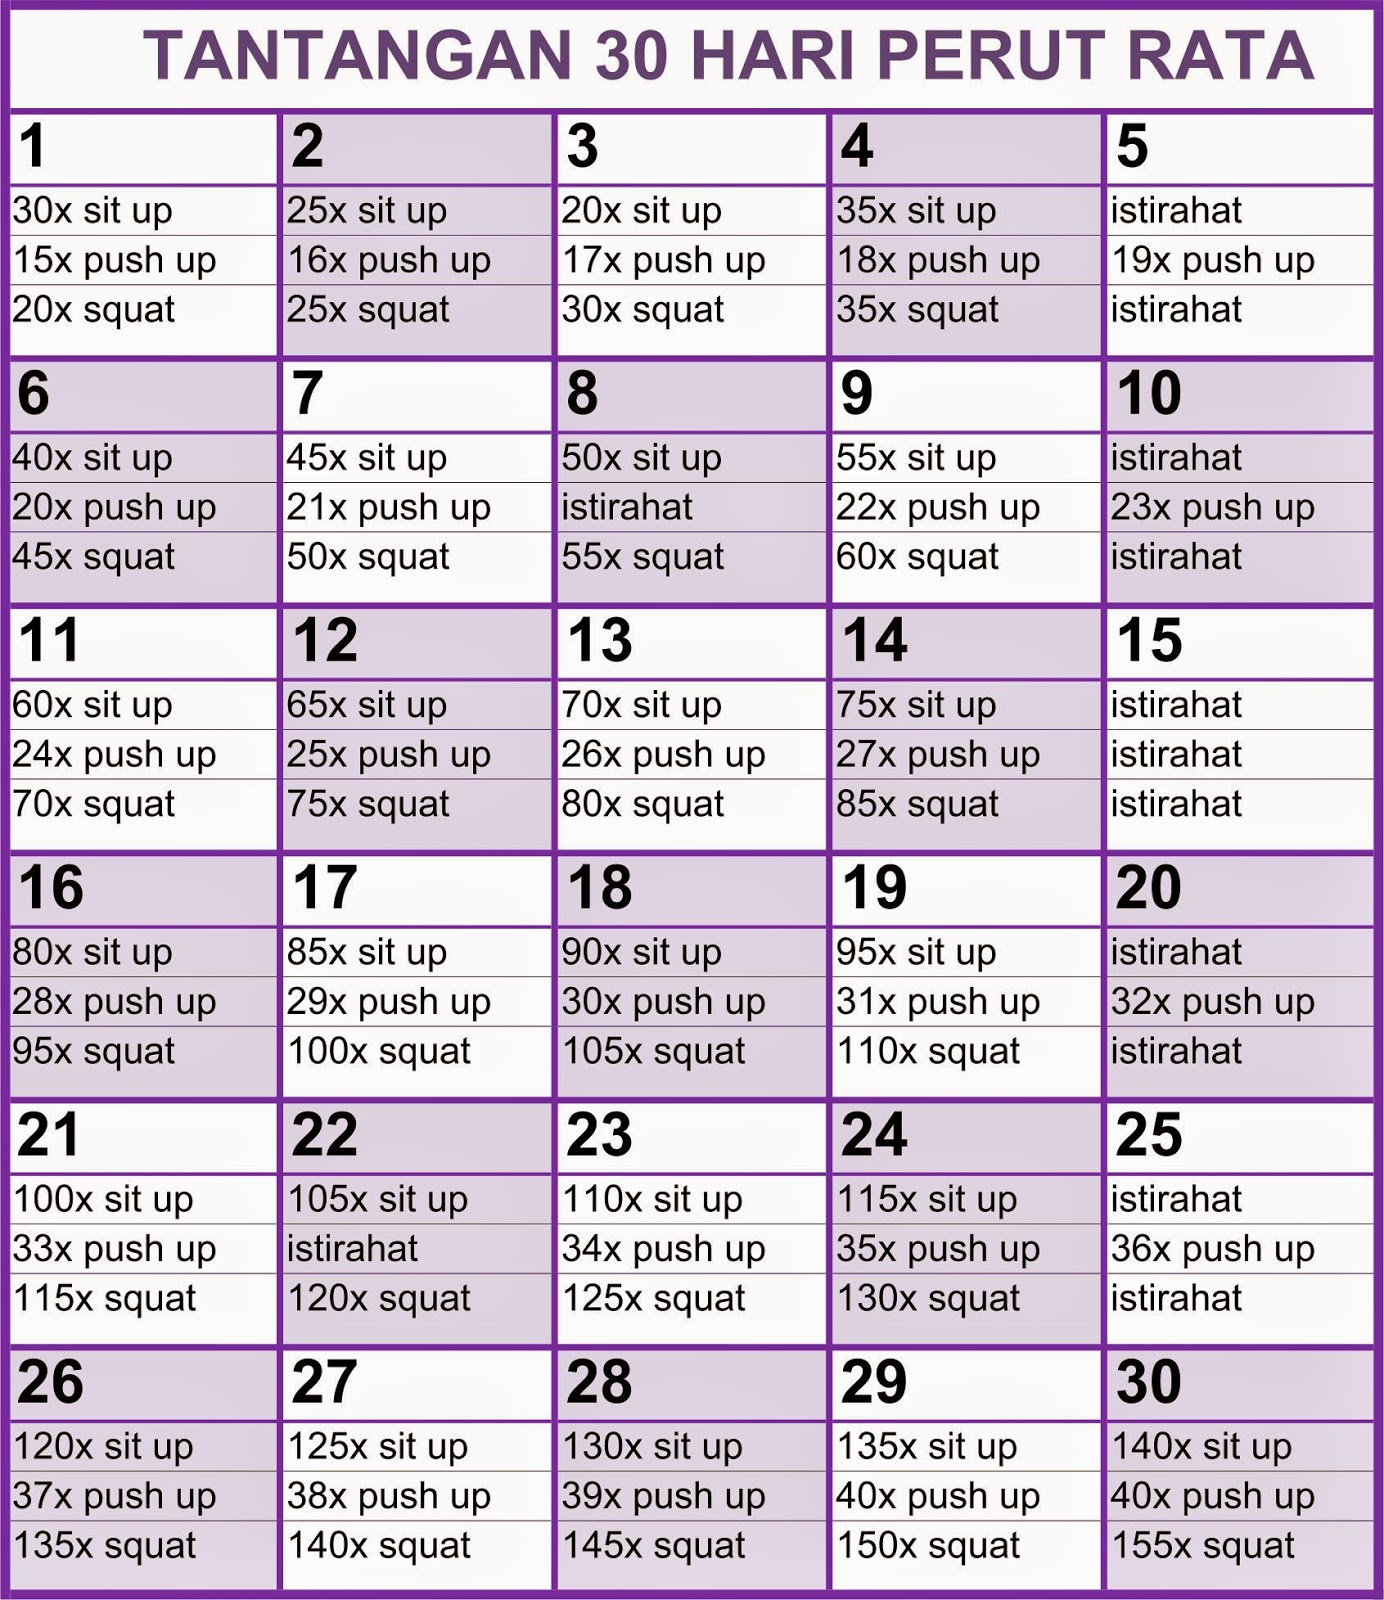 TANTANGAN 30 HARI PERUT RATA
1
30x sit up
15x push up
20x squat
2
25x sit up
16x push up
25x squat
3
20x sit up
17x push up
30x squat
4
35x sit up
18x push up
35x squat
5
istirahat
19x push up
istirahat
6
40x sit up
20x push up
45x squat
7
45x sit up
21x push up
50x squat
8
50x sit up
istirahat
55x squat
9
55x sit up
22x push up
60x squat
10
istirahat
23x push up
istirahat
11
60x sit up
24x push up
70x squat
12
65x sit up
25x push up
75x squat
13
70x sit up
26x push up
80x squat
14
75x sit up
27x push up
85x squat
15
istirahat
istirahat
istirahat
16
80x sit up
28x push up
95x squat
17
85x sit up
29x push up
100x squat
18
90x sit up
30x push up
105x squat
19
95x sit up
31x push up
110x squat
20
istirahat
32x push up
istirahat
21
100x sit up
33x push up
115x squat
22
105x sit up
istirahat
120x squat
23
110x sit up
34x push up
125x squat
24
115x sit up
35x push up
130x squat
25
istirahat
36x push up
istirahat
26
120x sit up
37x push up
135x squat
27
125x sit up
38x push up
140x squat
28
130x sit up
39x push up
145x squat
29
135x sit up
40x push up
150x squat
30
140x sit up
40x push up
155x squat